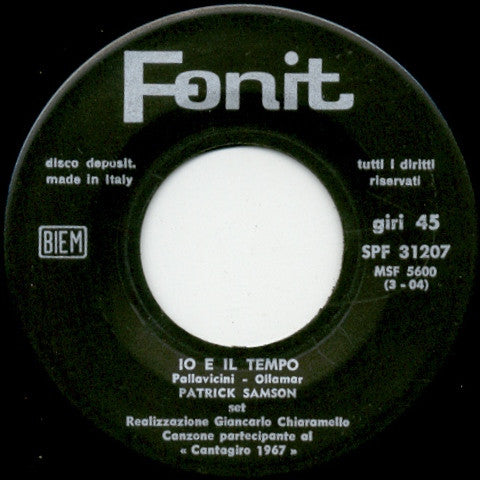 Fonit
disco deposit.
made in Italy
tutti i diritti
riservati
BIEM
giri 45
SPF 31207
MSF 5600
(3 - 04)
IO E IL TEMPO
Pallavicini - Ollamar
PATRICK SAMSON
set
Realizzazione Giancarlo Chiaramello
Canzone partecipante al
« Cantagiro 1967 »